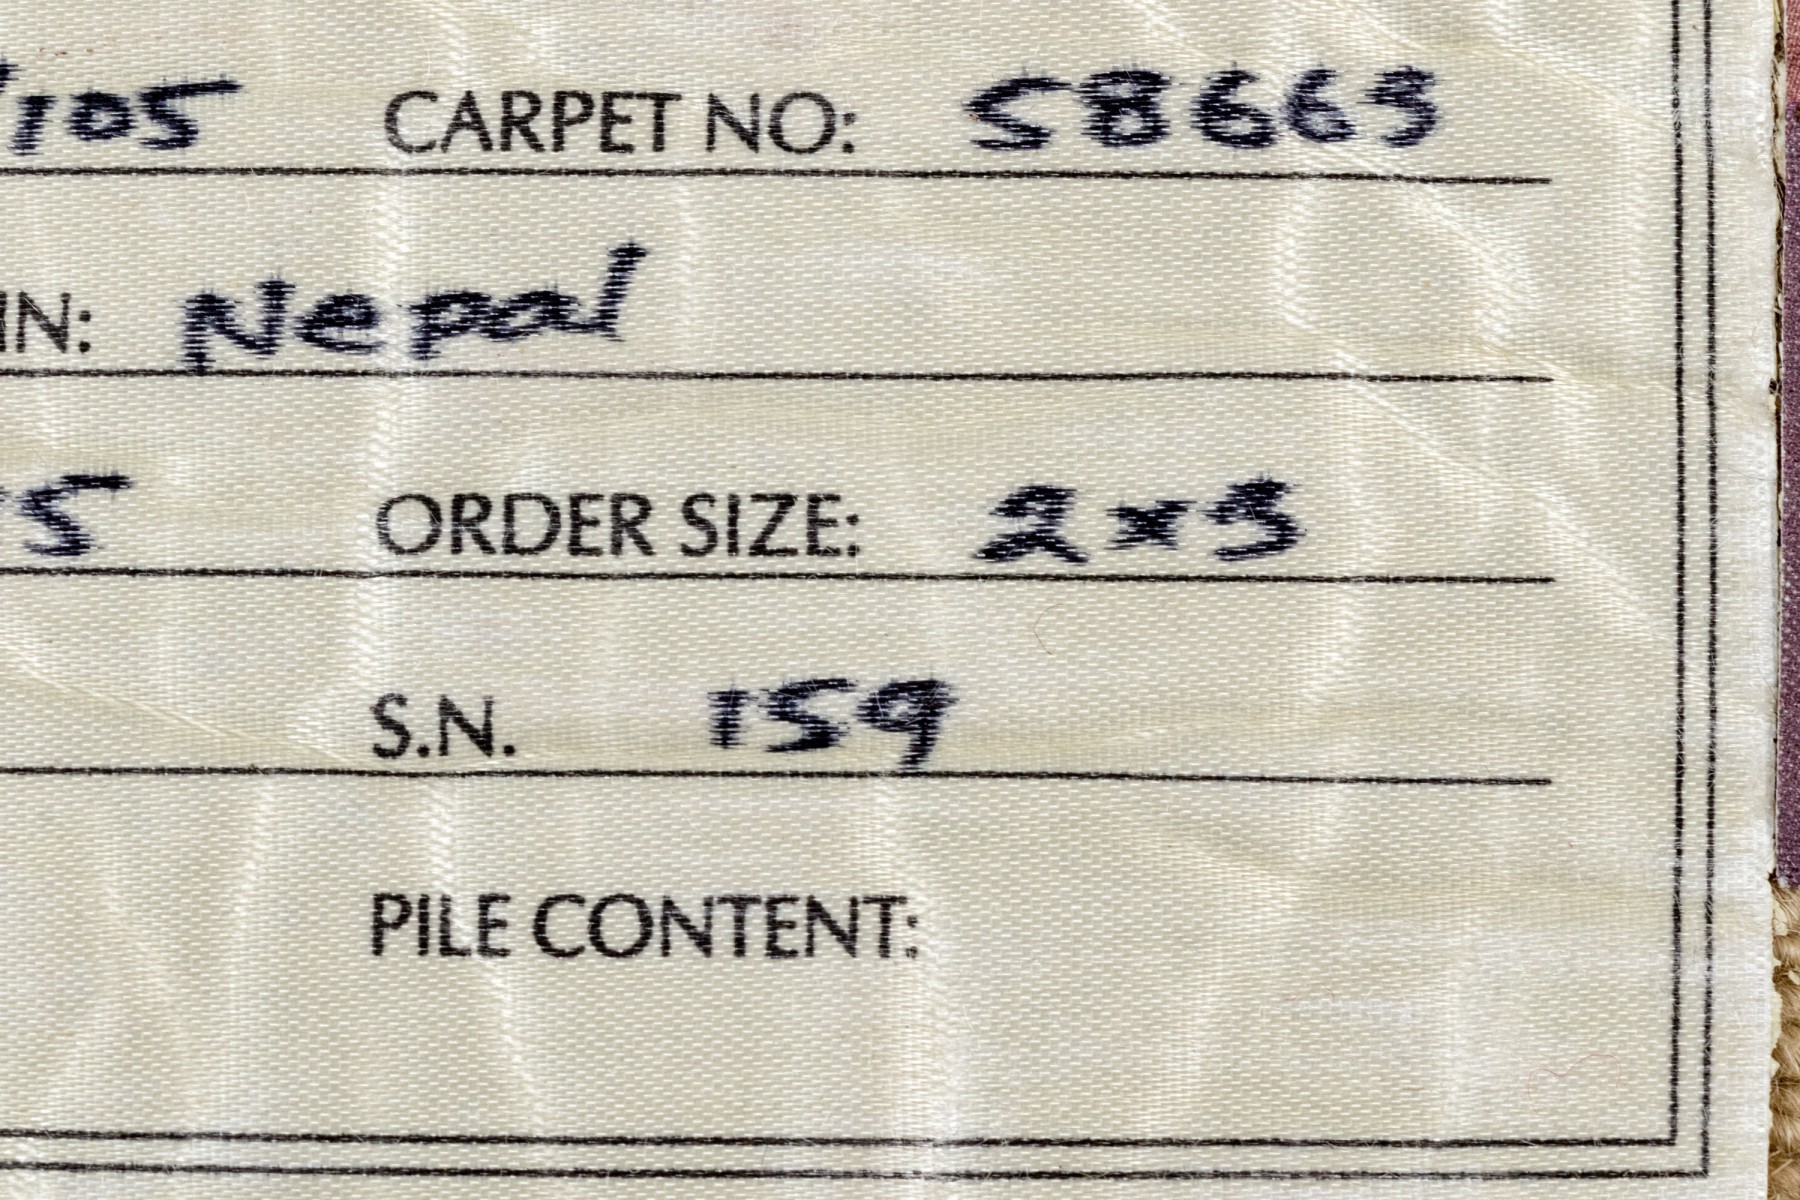 /105 CARPET NO: 58663
IN: Nepal
5 ORDER SIZE: 2x3
S.N. 159
PILE CONTENT: